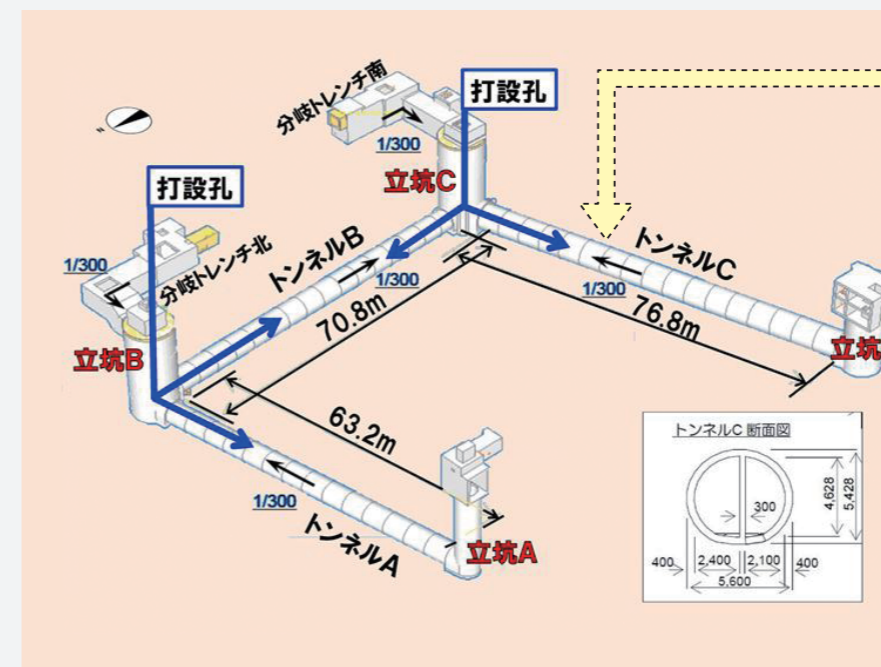 分岐トレンチ南
打設孔
1/300
立坑C
打設孔
分岐トレンチ北
1/300
トンネルB
1/300
70.8m
トンネルC
1/300
76.8m
立坑
立坑B
63.2m
1/300
トンネルA
立坑A
トンネルC 断面図
300
4,628
5,428
400
2,400
2,100
400
5,600